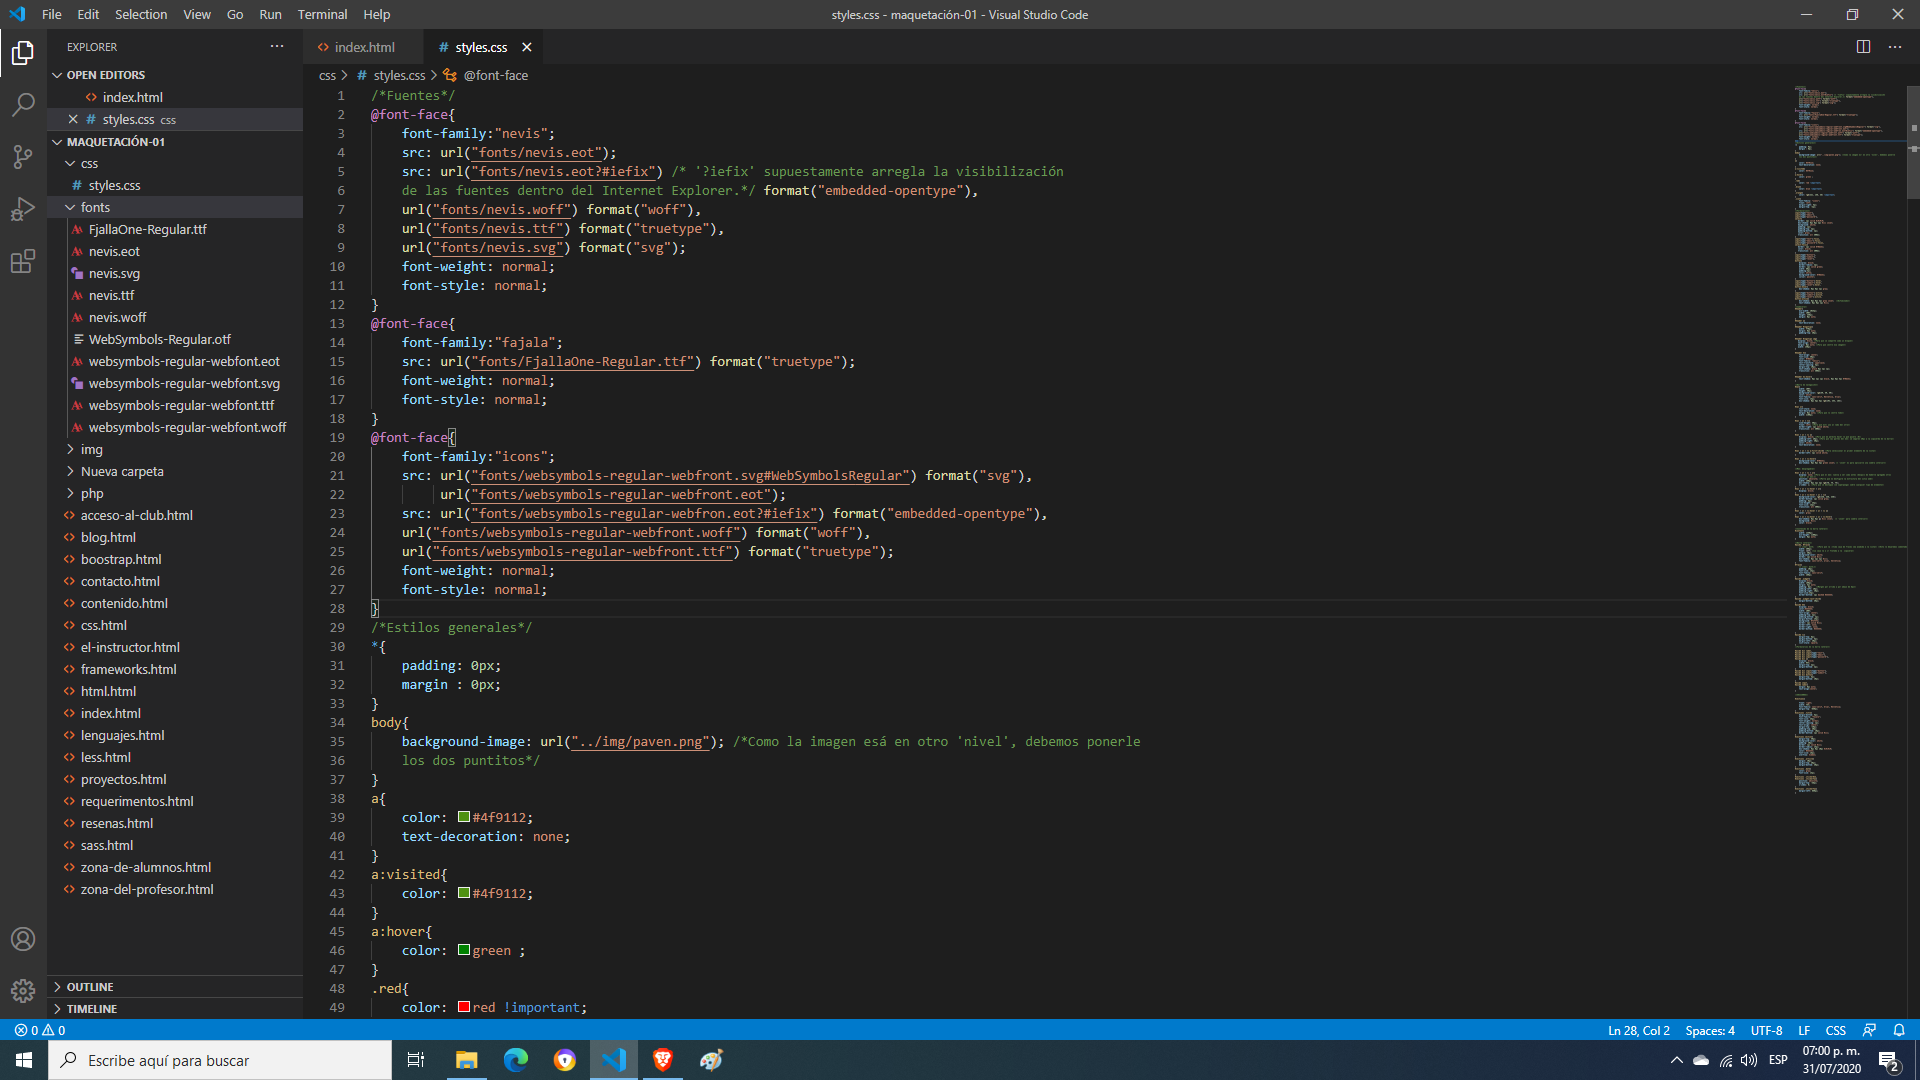 File Edit Selection View Go Run Terminal Help
styles.css - maquetación-01 - Visual Studio Code
EXPLORER
OPEN EDITORS
index.html
styles.css css
MAQUETACIÓN-01
css
styles.css
fonts
FjallaOne-Regular.ttf
nevis.eot
nevis.svg
nevis.ttf
nevis.woff
WebSymbols-Regular.otf
websymbols-regular-webfont.eot
websymbols-regular-webfont.svg
websymbols-regular-webfont.ttf
websymbols-regular-webfont.woff
img
Nueva carpeta
php
acceso-al-club.html
blog.html
boostrap.html
contacto.html
contenido.html
css.html
el-instructor.html
frameworks.html
html.html
index.html
lenguajes.html
less.html
proyectos.html
requerimentos.html
resenas.html
sass.html
zona-de-alumnos.html
zona-del-profesor.html
OUTLINE
TIMELINE
index.html
styles.css
css > styles.css > @font-face
1 /*Fuentes*/
2 @font-face{
3 font-family:"nevis";
4 src: url("fonts/nevis.eot");
5 src: url("fonts/nevis.eot?#iefix") /* '?iefix' supuestamente arregla la visibilización
6 de las fuentes dentro del Internet Explorer.*/ format("embedded-opentype"),
7 url("fonts/nevis.woff") format("woff"),
8 url("fonts/nevis.ttf") format("truetype"),
9 url("fonts/nevis.svg") format("svg");
10 font-weight: normal;
11 font-style: normal;
12 }
13 @font-face{
14 font-family:"fajala";
15 src: url("fonts/FjallaOne-Regular.ttf") format("truetype");
16 font-weight: normal;
17 font-style: normal;
18 }
19 @font-face{
20 font-family:"icons";
21 src: url("fonts/websymbols-regular-webfront.svg#WebSymbolsRegular") format("svg"),
22 url("fonts/websymbols-regular-webfront.eot");
23 src: url("fonts/websymbols-regular-webfron.eot?#iefix") format("embedded-opentype"),
24 url("fonts/websymbols-regular-webfront.woff") format("woff"),
25 url("fonts/websymbols-regular-webfront.ttf") format("truetype");
26 font-weight: normal;
27 font-style: normal;
28 }
29 /*Estilos generales*/
30 *{
31 padding: 0px;
32 margin : 0px;
33 }
34 body{
35 background-image: url("../img/paven.png"); /*Como la imagen esá en otro 'nivel', debemos ponerle
36 los dos puntitos*/
37 }
38 a{
39 color: #4f9112;
40 text-decoration: none;
41 }
42 a:visited{
43 color: #4f9112;
44 }
45 a:hover{
46 color: green ;
47 }
48 .red{
49 color: red !important;
0 0
Ln 28, Col 2 Spaces: 4 UTF-8 LF CSS
Escribe aquí para buscar
ESP
07:00 p. m.
31/07/2020
2